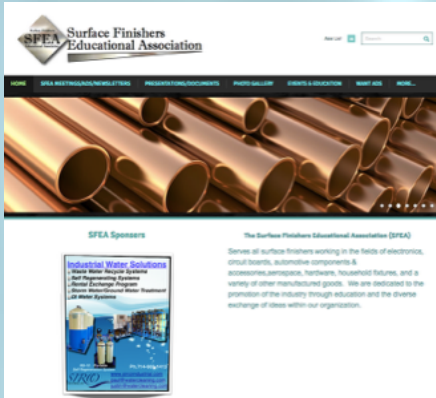 SFEA
Surface Finishers
Educational Association
Search
HOME SFEA MEETINGS/ADS/NEWSLETTERS PRESENTATIONS/DOCUMENTS PHOTO GALLERY EVENTS & EDUCATION WANT ADS MORE...
SFEA Sponsors
Industrial Water Solutions
Waste Water Recycle Systems
Self Regenerating Systems
Rental Exchange Program
Storm Water/Ground Water Treatment
DI Water Systems
The Surface Finishers Educational Association (SFEA)
Serves all surface finishers working in the fields of electronics,
circuit boards, automotive components &
accessories,aerospace, hardware, household fixtures, and a
variety of other manufactured goods. We are dedicated to the
promotion of the industry through education and the diverse
exchange of ideas within our organization.